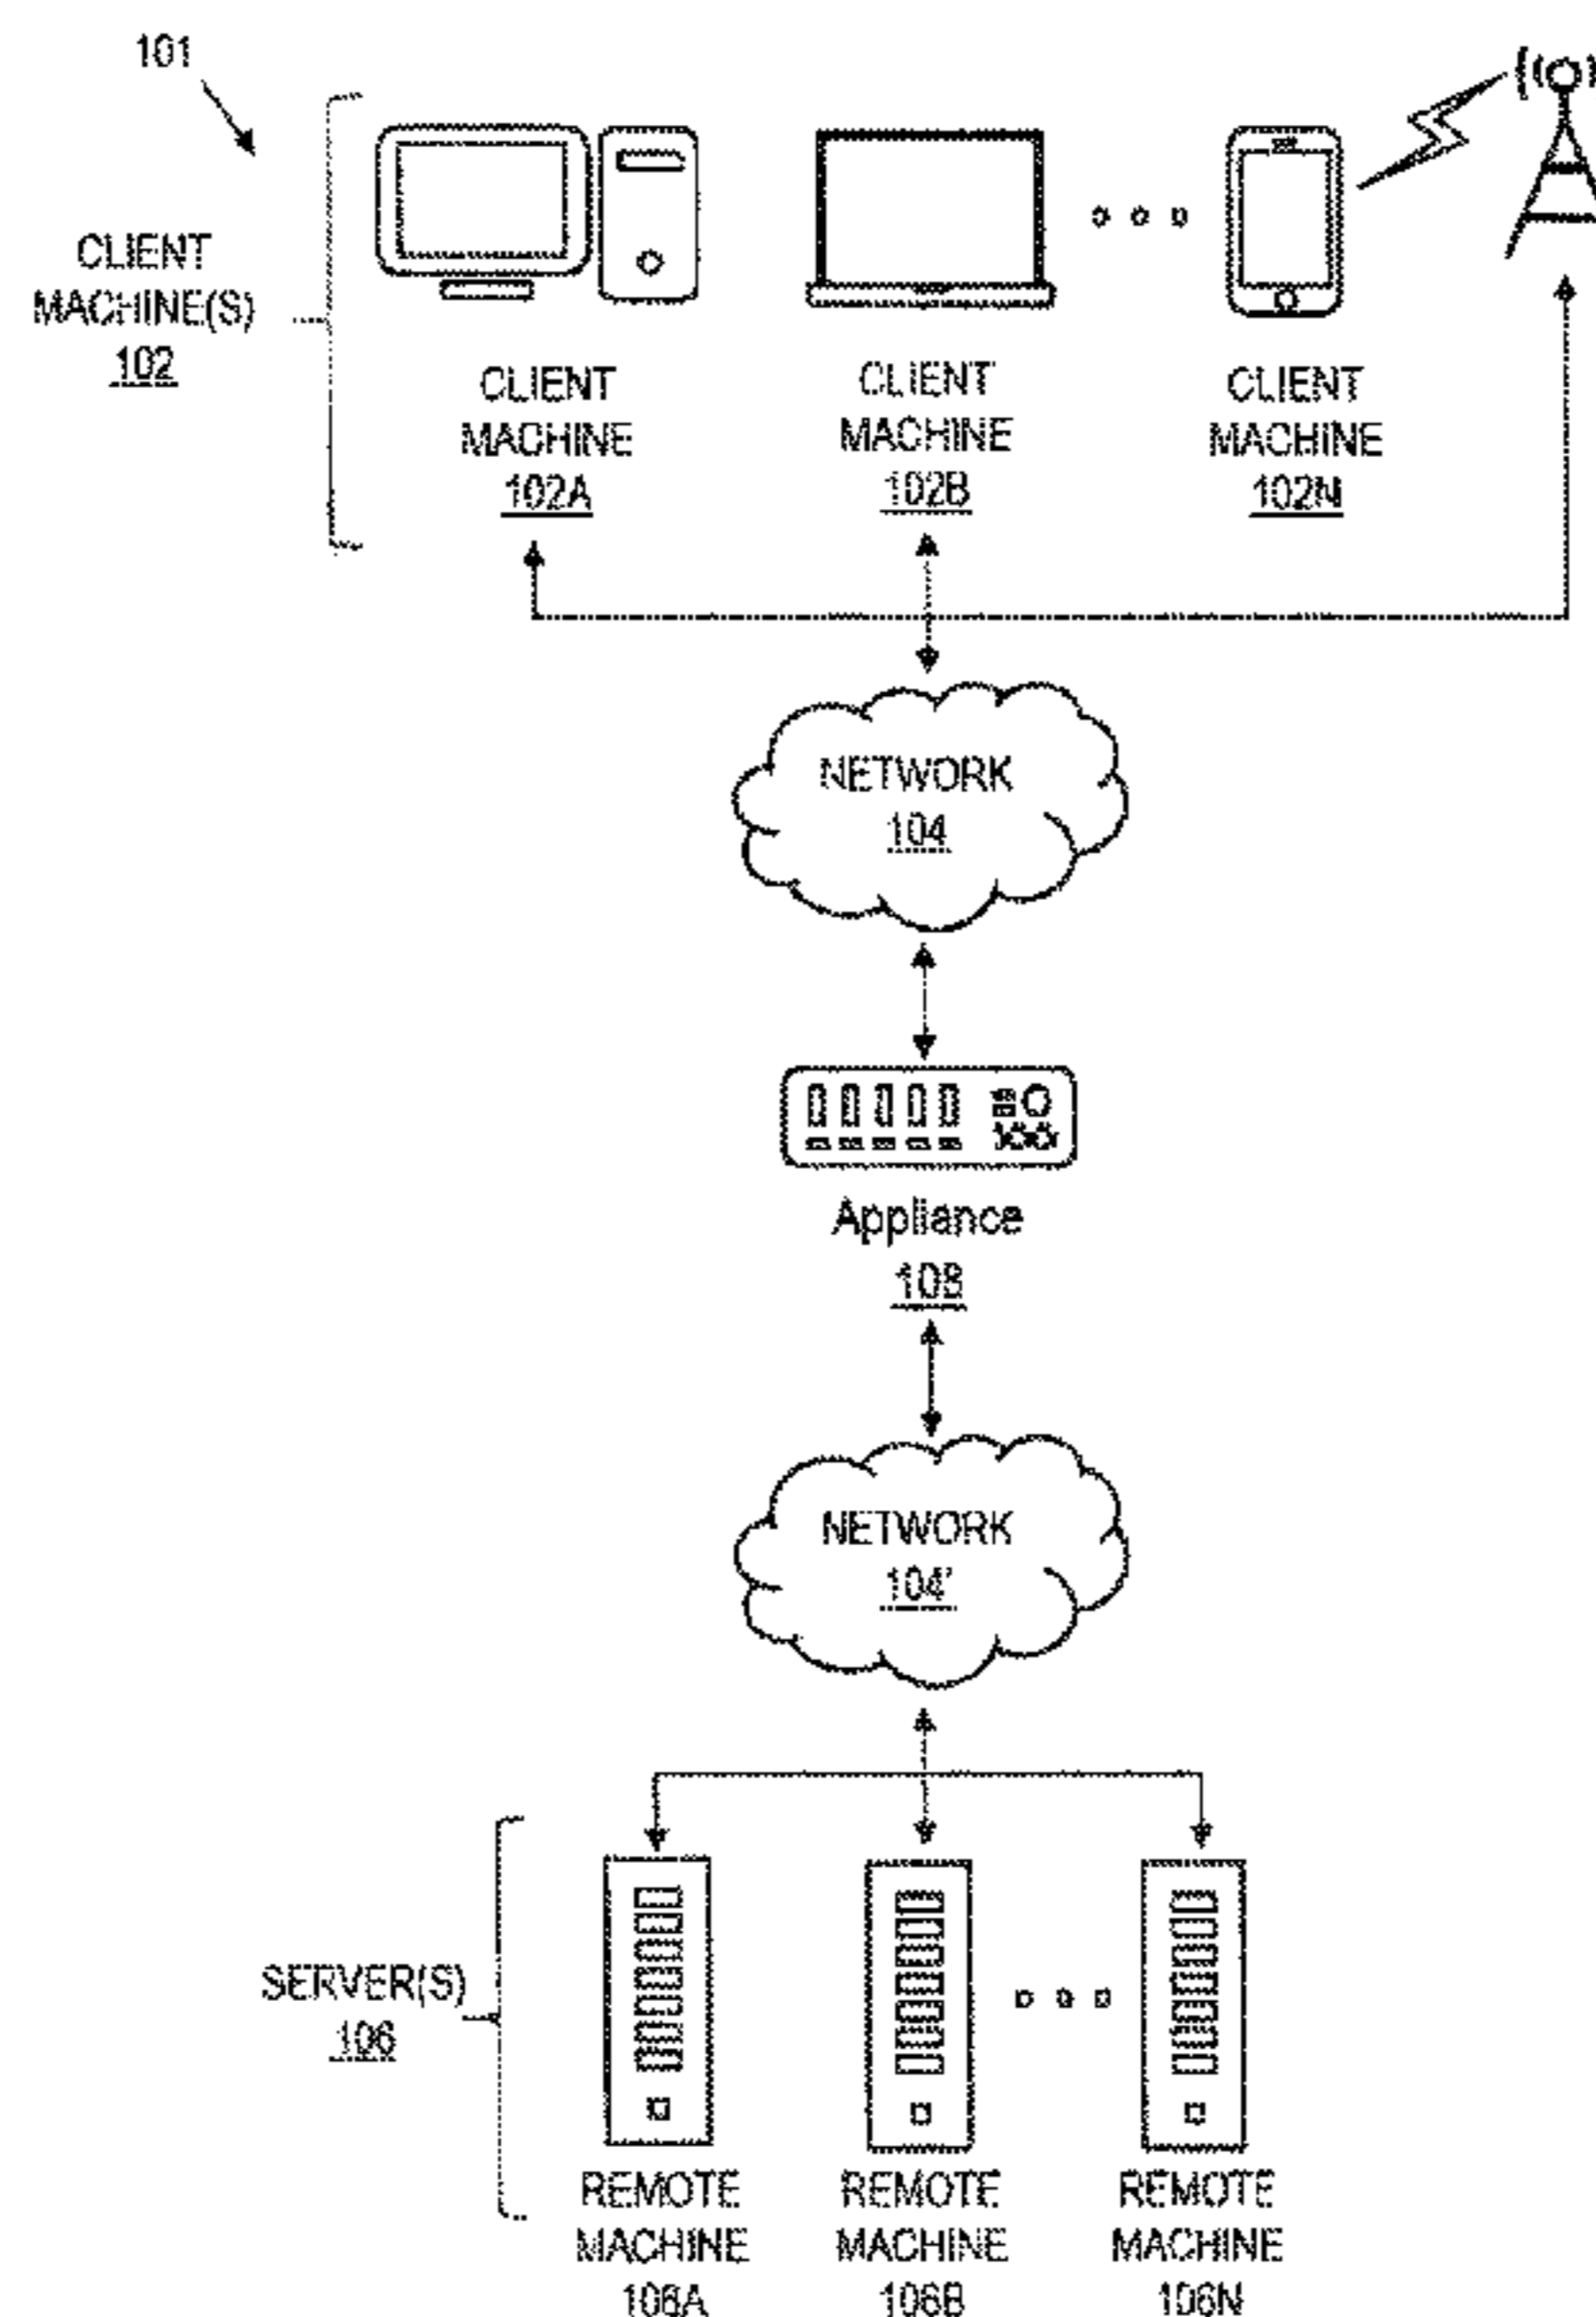 101
CLIENT
MACHINE(S)
102
CLIENT
MACHINE
102A
CLIENT
MACHINE
102B
CLIENT
MACHINE
102N
NETWORK
104
Appliance
108
NETWORK
104'
SERVER(S)
106
REMOTE
MACHINE
106A
REMOTE
MACHINE
106B
REMOTE
MACHINE
106N